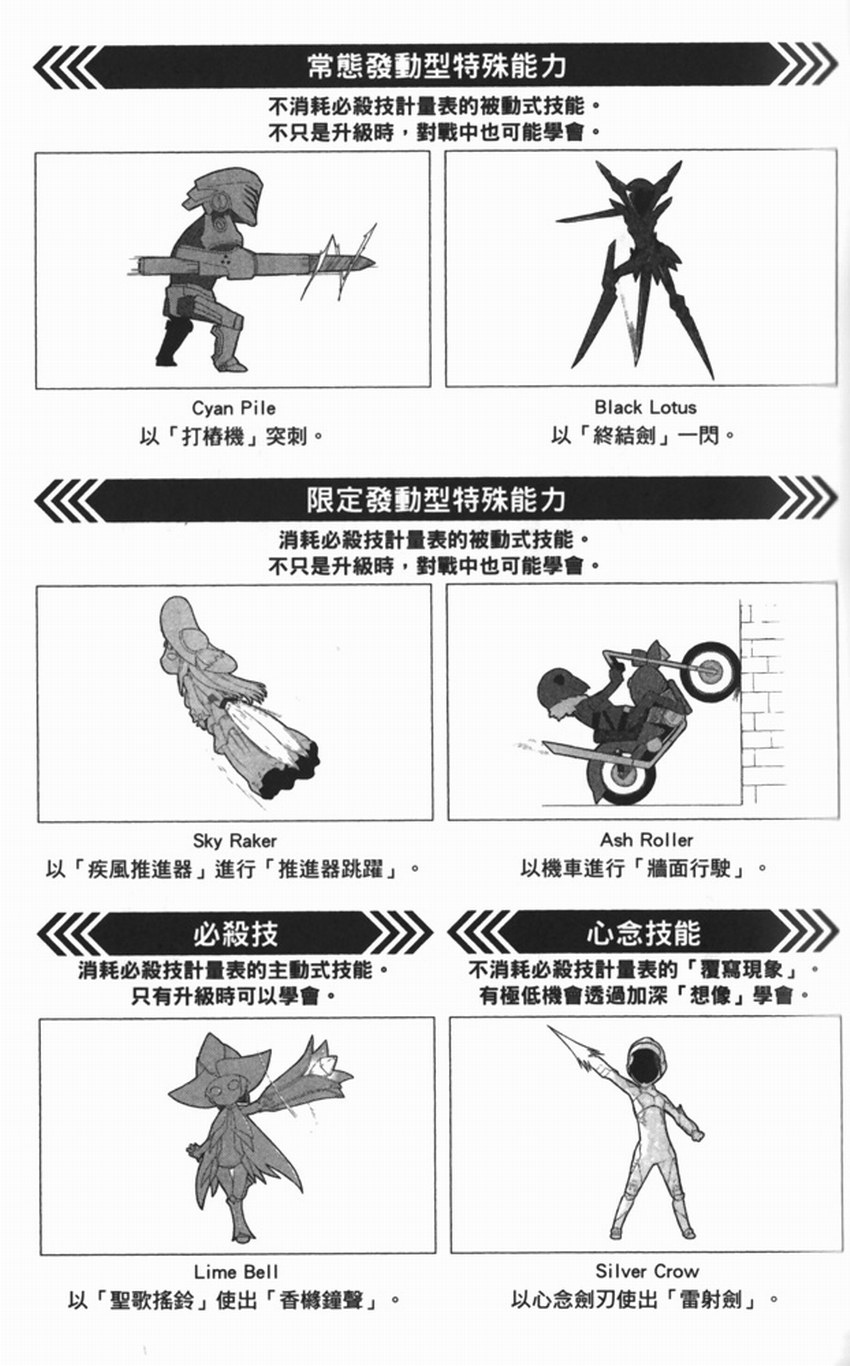 常態發動型特殊能力
不消耗必殺技計量表的被動式技能。
不只是升級時，對戰中也可能學會。
Cyan Pile
以「打樁機」突刺。
Black Lotus
以「終結劍」一閃。
限定發動型特殊能力
消耗必殺技計量表的被動式技能。
不只是升級時，對戰中也可能學會。
Sky Raker
以「疾風推進器」進行「推進器跳躍」。
Ash Roller
以機車進行「牆面行駛」。
必殺技
消耗必殺技計量表的主動式技能。
只有升級時可以學會。
Lime Bell
以「聖歌搖鈴」使出「香櫞鐘聲」。
心念技能
不消耗必殺技計量表的「覆寫現象」。
有極低機會透過加深「想像」學會。
Silver Crow
以心念劍刃使出「雷射劍」。